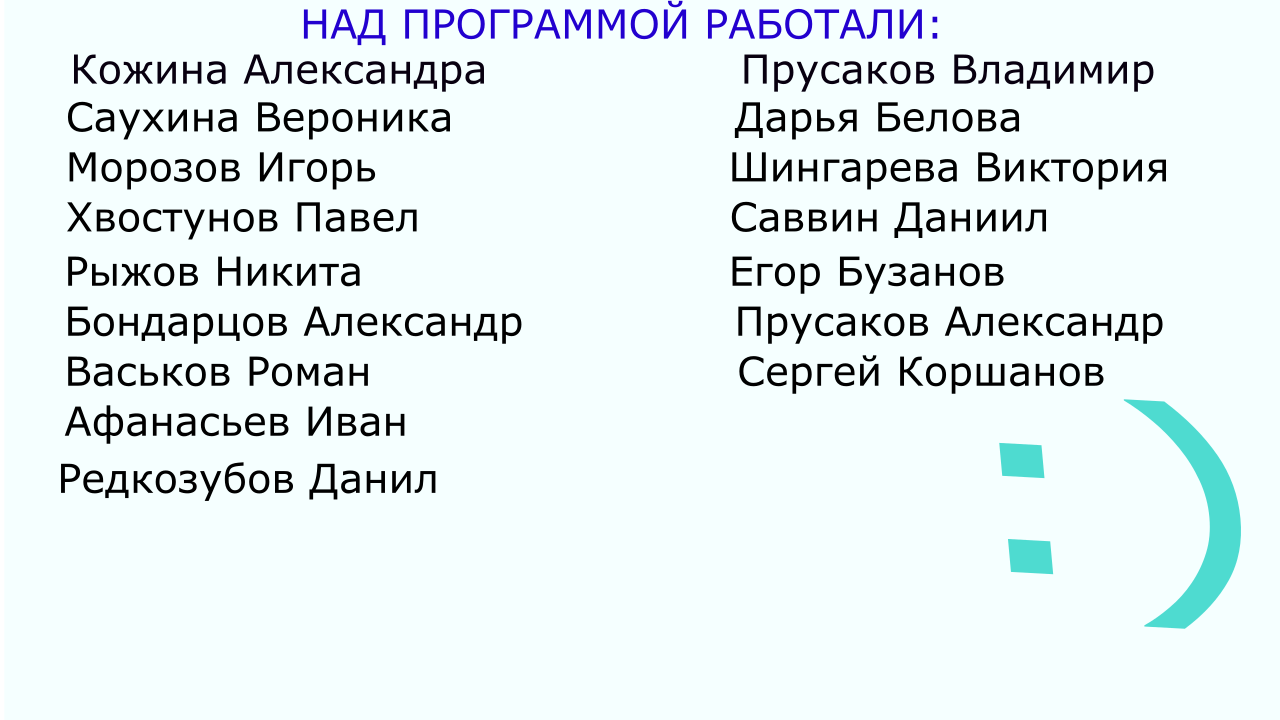 НАД ПРОГРАММОЙ РАБОТАЛИ:
Кожина Александра
Саухина Вероника
Морозов Игорь
Хвостунов Павел
Рыжов Никита
Бондарцов Александр
Васьков Роман
Афанасьев Иван
Редкозубов Данил
Прусаков Владимир
Дарья Белова
Шингарева Виктория
Саввин Даниил
Егор Бузанов
Прусаков Александр
Сергей Коршанов
:)